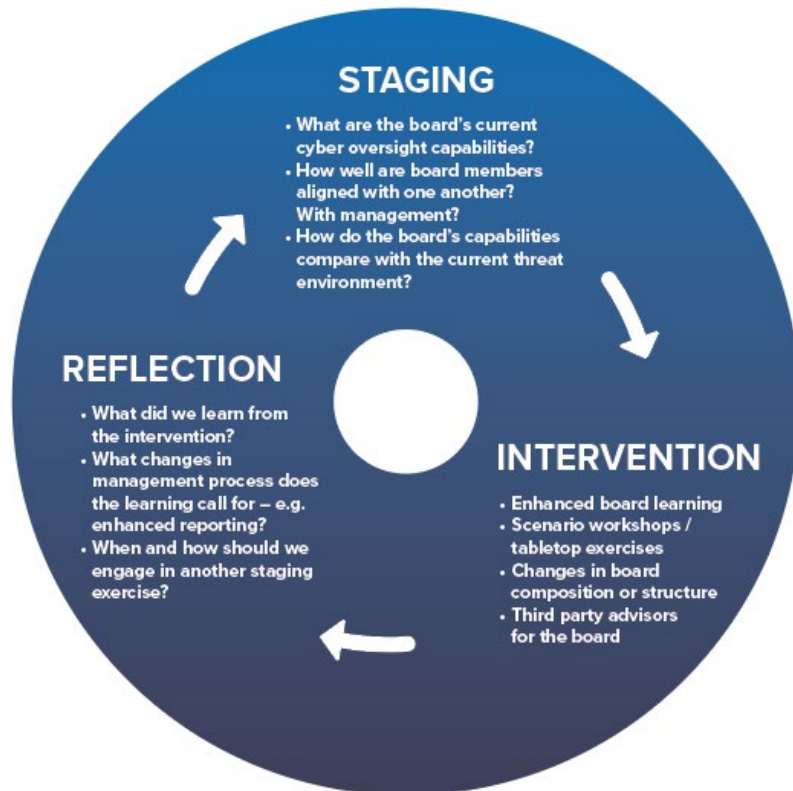 STAGING
• What are the board's current
cyber oversight capabilities?
• How well are board members
aligned with one another?
With management?
• How do the board's capabilities
compare with the current threat
environment?
INTERVENTION
• Enhanced board learning
• Scenario workshops /
tabletop exercises
• Changes in board
composition or structure
• Third party advisors
for the board
REFLECTION
• What did we learn from
the intervention?
• What changes in
management process does
the learning call for – e.g.
enhanced reporting?
• When and how should we
engage in another staging
exercise?